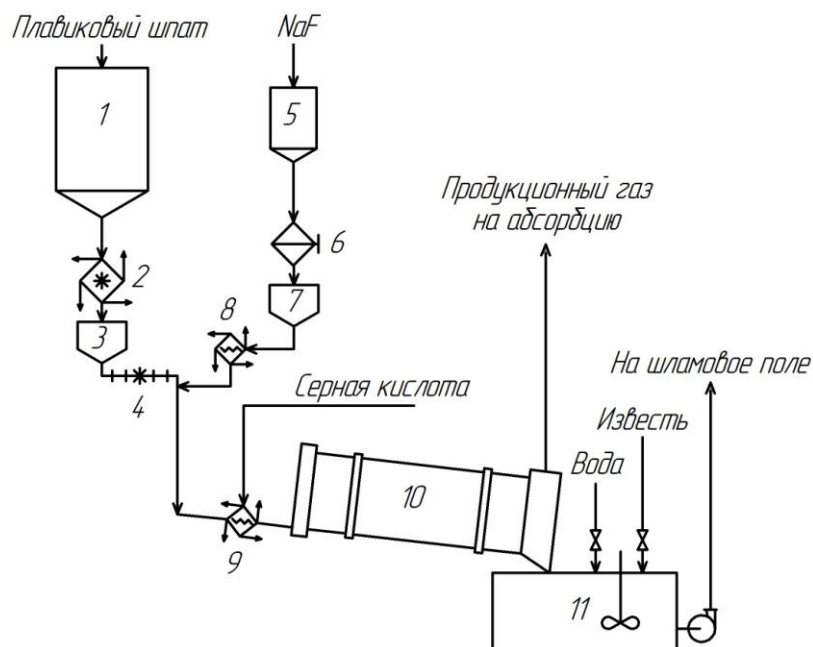 Плавиковый шпат
NaF
1
5
Продукционный газ
на абсорбцию
6
2
7
8
3
На шламовое поле
4
Серная кислота
Известь
Вода
10
9
11